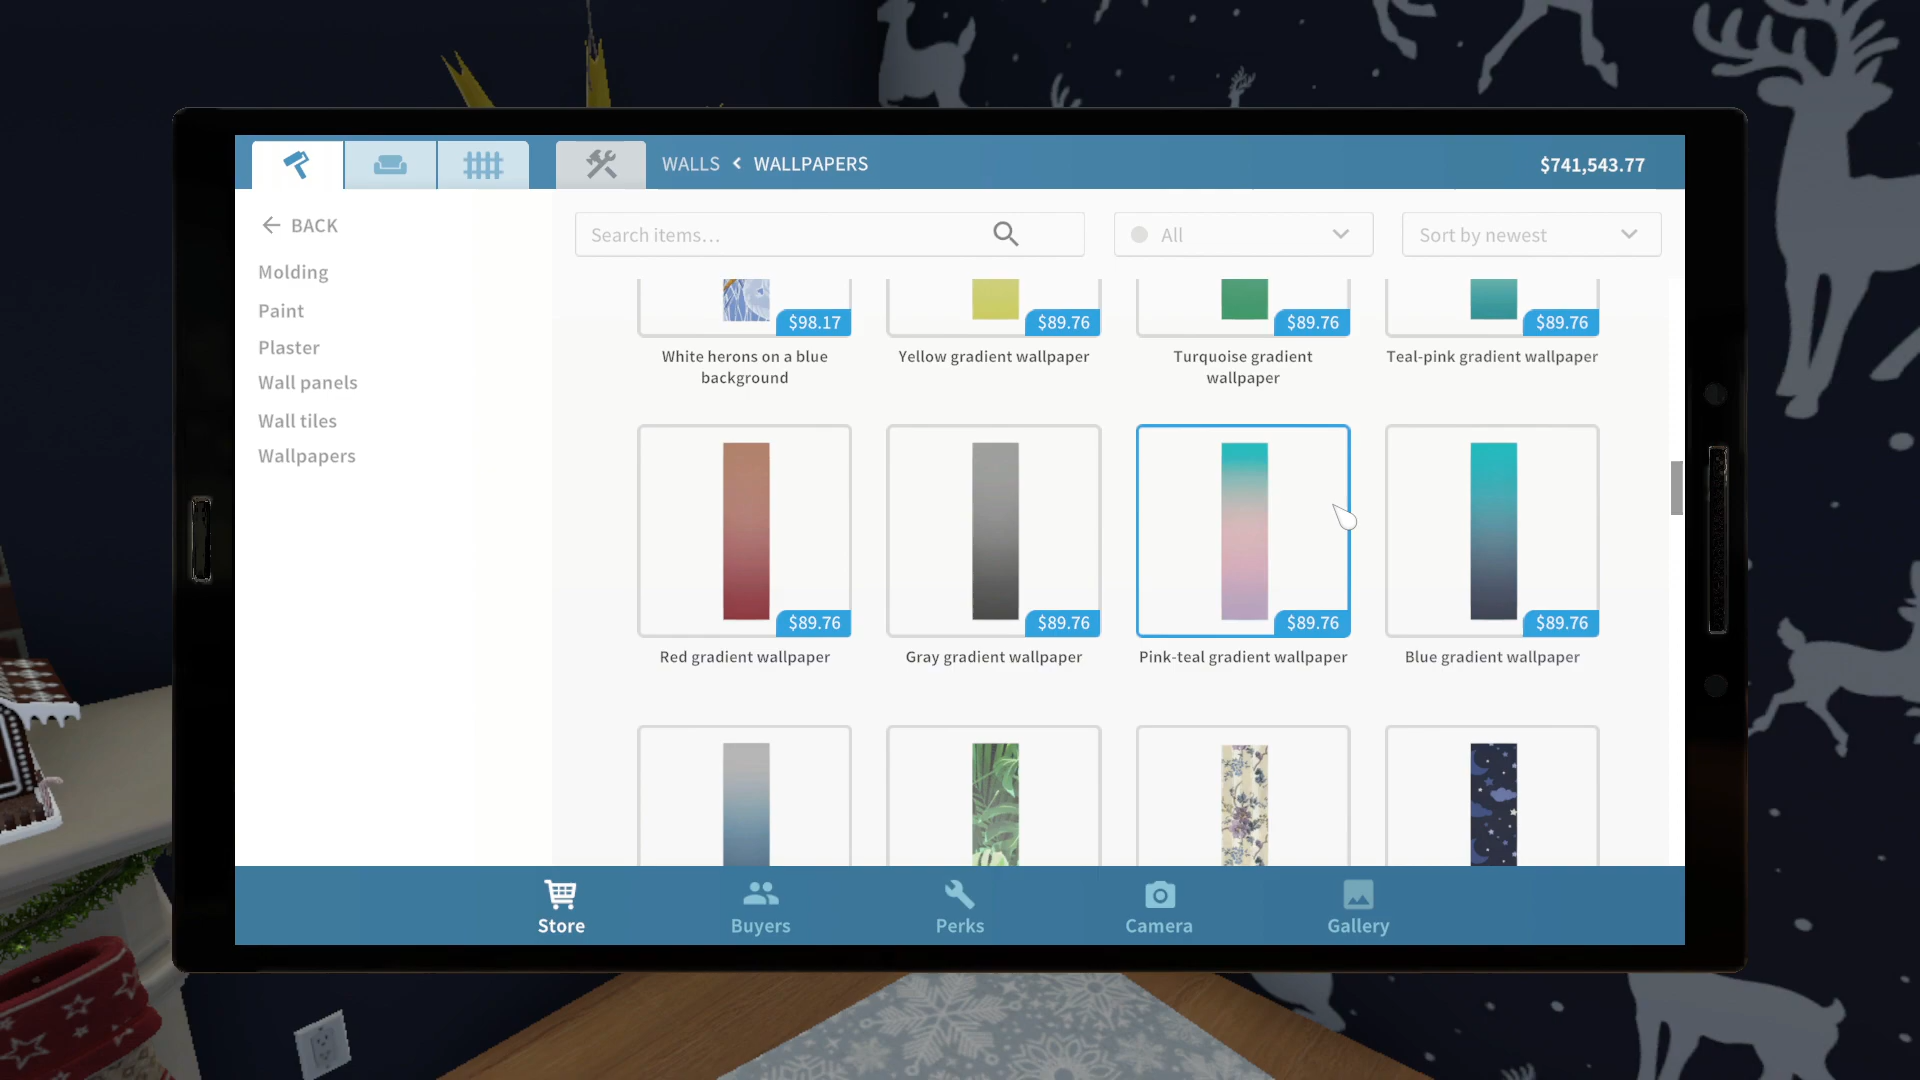 WALLS < WALLPAPERS
$741,543.77
BACK
Search items...
All
Sort by newest
Molding
Paint
Plaster
Wall panels
Wall tiles
Wallpapers
$98.17
$89.76
$89.76
$89.76
White herons on a blue
background
Yellow gradient wallpaper
Turquoise gradient
wallpaper
Teal-pink gradient wallpaper
$89.76
$89.76
$89.76
$89.76
Red gradient wallpaper
Gray gradient wallpaper
Pink-teal gradient wallpaper
Blue gradient wallpaper
Store
Buyers
Perks
Camera
Gallery